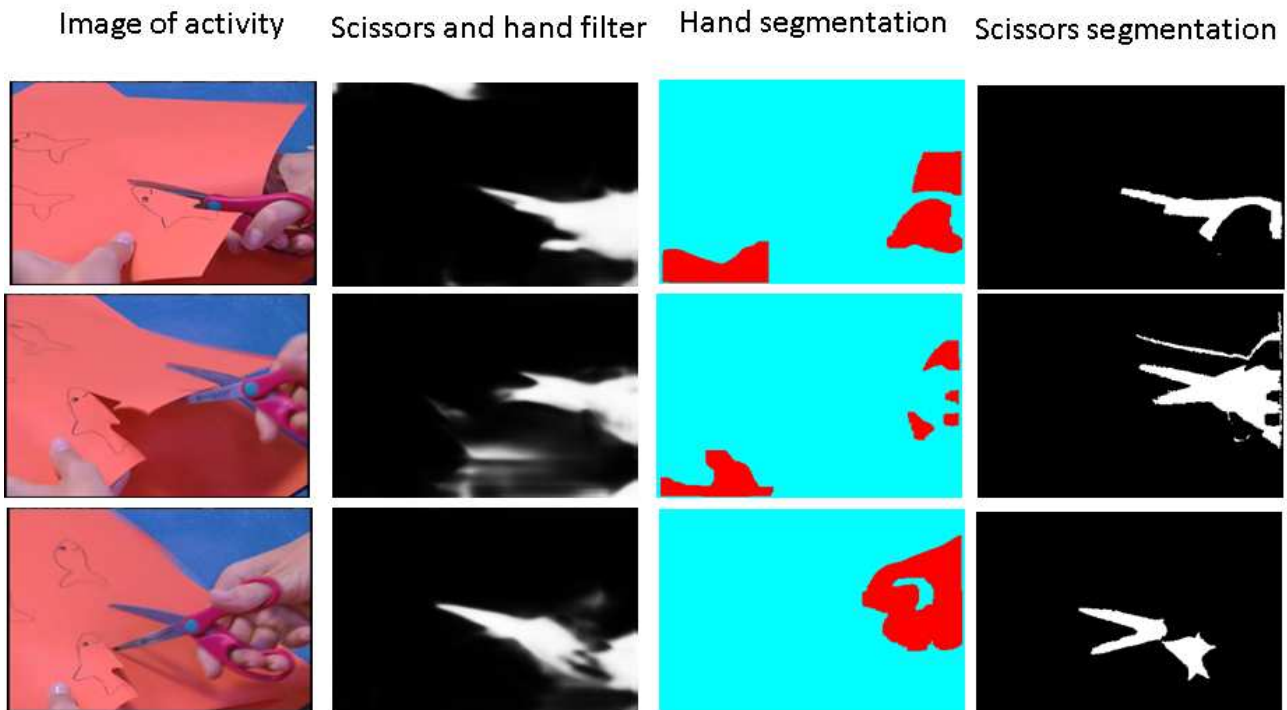 Image of activity
Scissors and hand filter
Hand segmentation
Scissors segmentation